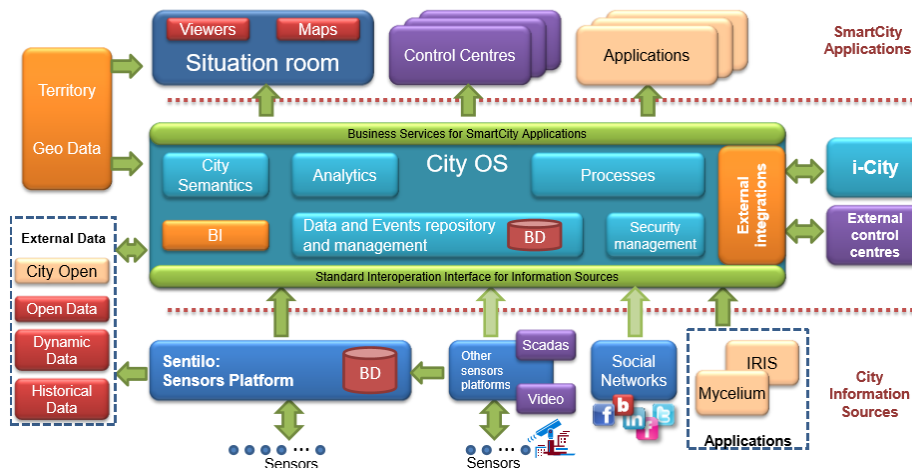 Viewers
Maps
Situation room
Control Centres
Applications
SmartCity
Applications
Territory
Geo Data
Business Services for SmartCity Applications
City OS
City
Semantics
Analytics
Processes
External
integrations
i-City
BI
Data and Events repository
and management
BD
Security
management
External
control
centres
Standard Interoperation Interface for Information Sources
External Data
City Open
Open Data
Dynamic
Data
Historical
Data
Sentilo:
Sensors Platform
BD
Other
sensors
platforms
Scadas
Video
Social
Networks
f
b
in
f
t
IRIS
Mycelium
Applications
City
Information
Sources
Sensors
Sensors